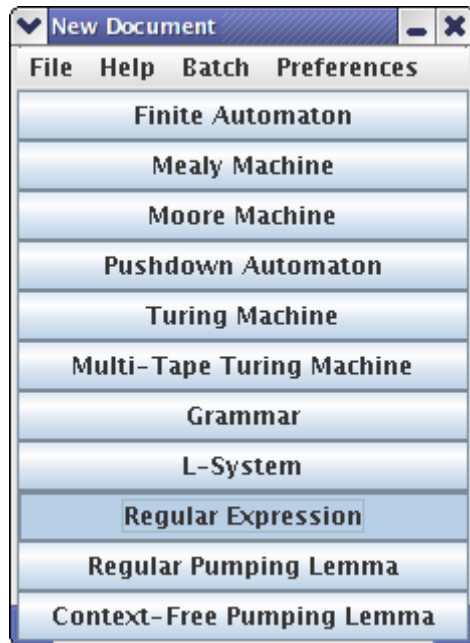 New Document
File Help Batch Preferences
Finite Automaton
Mealy Machine
Moore Machine
Pushdown Automaton
Turing Machine
Multi-Tape Turing Machine
Grammar
L-System
Regular Expression
Regular Pumping Lemma
Context-Free Pumping Lemma